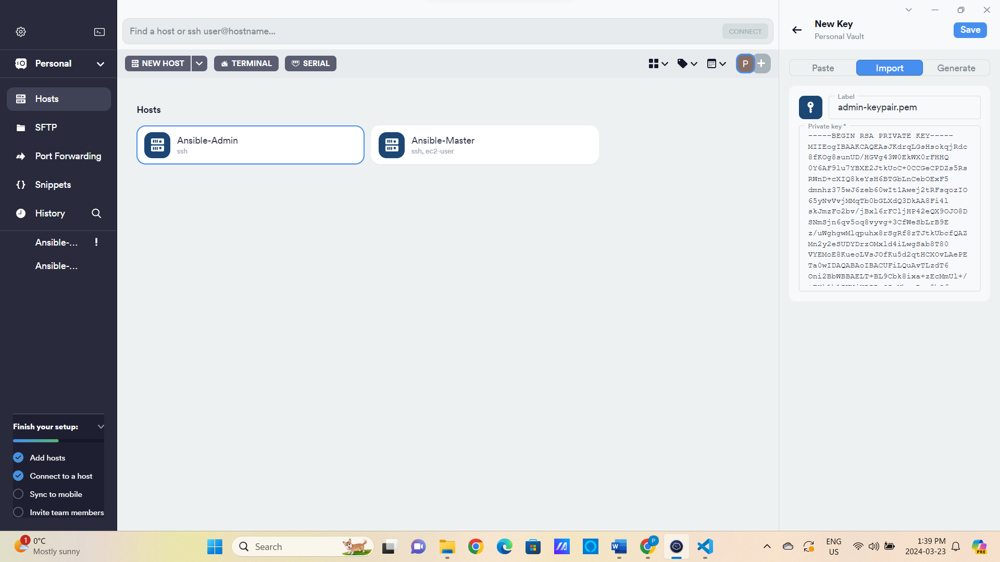 Find a host or ssh user@hostname...
CONNECT
New Key
Personal Vault
Save
Personal
NEW HOST
TERMINAL
SERIAL
P
Paste
Import
Generate
Hosts
SFTP
Port Forwarding
Snippets
History
Ansible-...
Ansible-...
Hosts
Ansible-Admin
ssh
Ansible-Master
ssh, ec2-user
Label
admin-keypair.pem
Private key *
-----BEGIN RSA PRIVATE KEY-----
MIIEogIBAAKCAQEAsJKdrqLGsHsokqjRdc
8fKOg8sunUD/HGVg43W0EkWX0rFHHQ
0Y6AF9lu7YBXE2JtkUoC+0CCGeCPDZs5Rs
RWnD+cXIQ8keYsH6BTGbLnCebOExF5
dmnhz375wJ6zeb60wIt1Awej2tRFsqozIO
65yNvVvjMMqTb0bGLXdQ3DkAA8Fi4l
skJmzFo2bv/jBxl6rFCljHP42eQX9OJO8D
SNmSjn6qv5oq8vyvg+3CfWeSbLrB9E
z/uWghgwMlqpuhx8rSgRf8zTJtkUbcfQAZ
Mn2y2eSUDYDrzOMxld4iLwgSab8T80
VYEMoE8KueoLVsJOfKu5d2qtHCXOvLAePE
Ta0wIDAQABAoIBACUFiLQuAvTLzdT6
Oni2BbWBBAELT+BL9Cbk8ixa+zEcMmUl+/
Finish your setup:
Add hosts
Connect to a host
Sync to mobile
Invite team members
1
0°C
Mostly sunny
Search
P
ENG
US
1:39 PM
2024-03-23
PRE